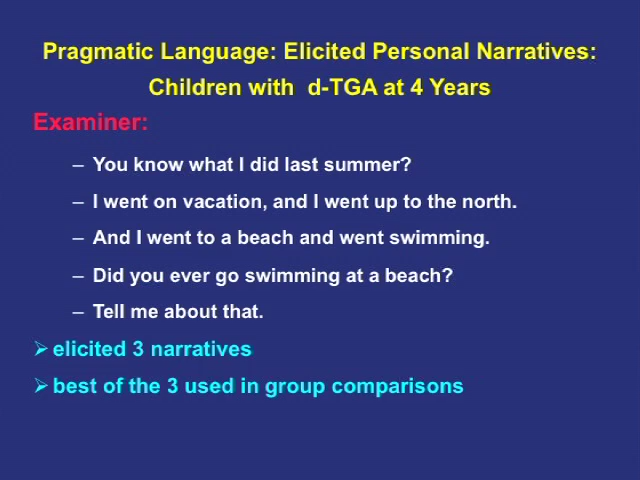 Pragmatic Language: Elicited Personal Narratives:
Children with d-TGA at 4 Years
Examiner:
– You know what I did last summer?
– I went on vacation, and I went up to the north.
– And I went to a beach and went swimming.
– Did you ever go swimming at a beach?
– Tell me about that.
➢ elicited 3 narratives
➢ best of the 3 used in group comparisons